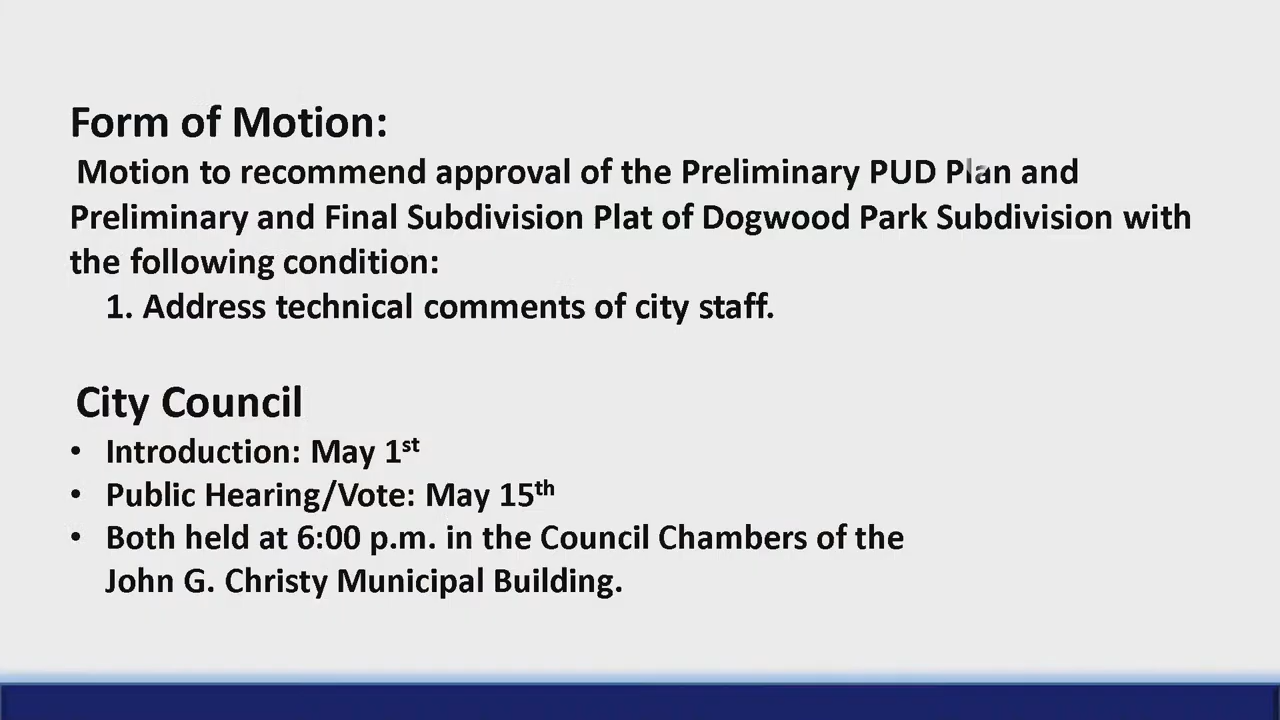 Form of Motion:
Motion to recommend approval of the Preliminary PUD Plan and
Preliminary and Final Subdivision Plat of Dogwood Park Subdivision with
the following condition:
1. Address technical comments of city staff.
City Council
• Introduction: May 1st
• Public Hearing/Vote: May 15th
• Both held at 6:00 p.m. in the Council Chambers of the
John G. Christy Municipal Building.